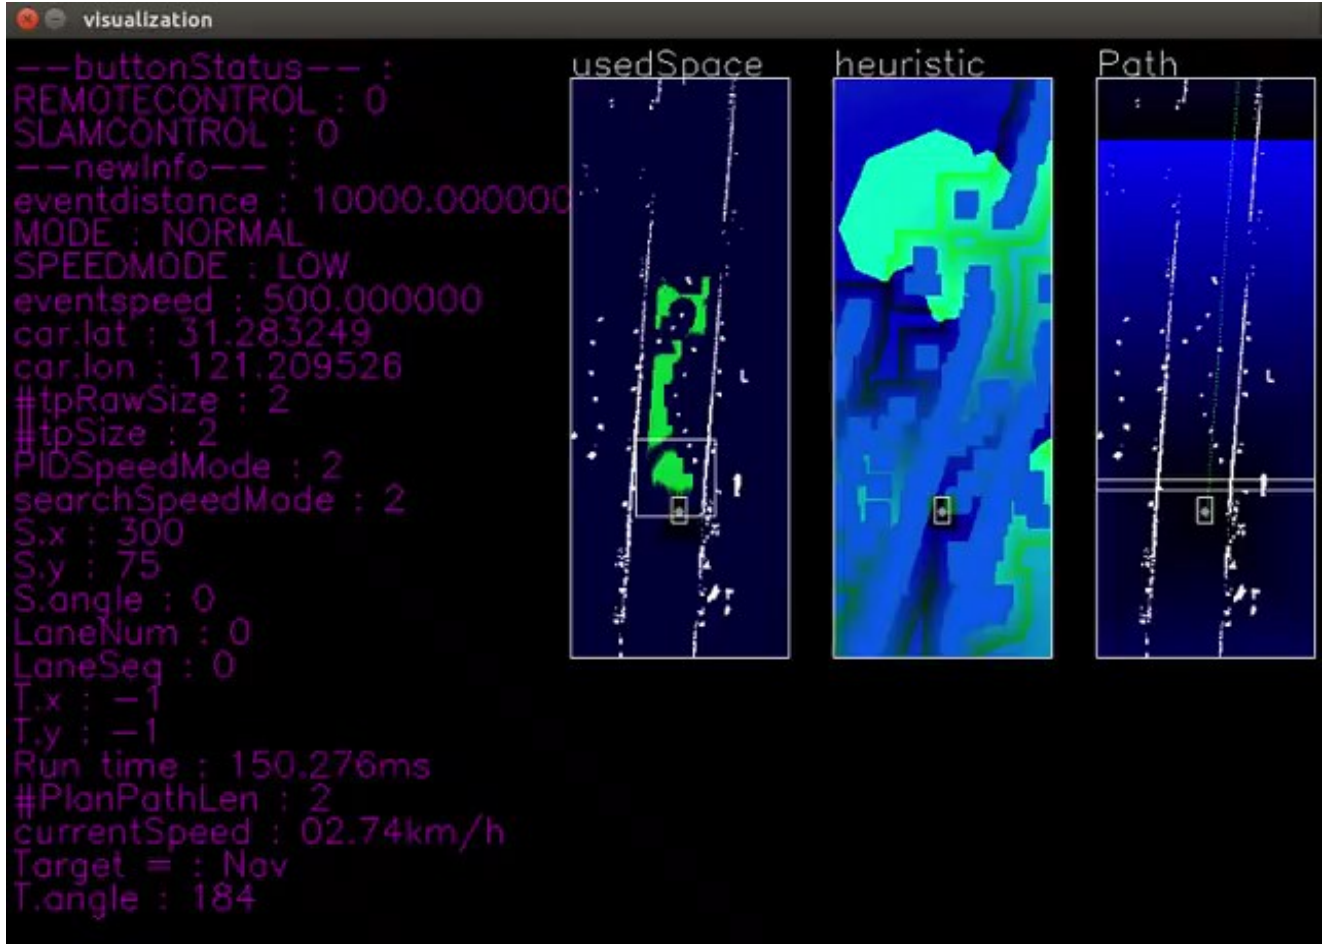 visualization
--buttonStatus-- :
REMOTECONTROL : 0
SLAMCONTROL : 0
--newInfo-- :
eventdistance : 10000.000000
MODE : NORMAL
SPEEDMODE : LOW
eventspeed : 500.000000
car.lat : 31.283249
car.lon : 121.209526
#tpRawSize : 2
#tpSize : 2
PIDSpeedMode : 2
searchSpeedMode : 2
S.x : 300
S.y : 75
S.angle : 0
LaneNum : 0
LaneSeq : 0
T.x : -1
T.y : -1
Run time : 150.276ms
#PlanPathLen : 2
currentSpeed : 02.74km/h
Target = : Nav
T.angle : 184
usedSpace
heuristic
Path